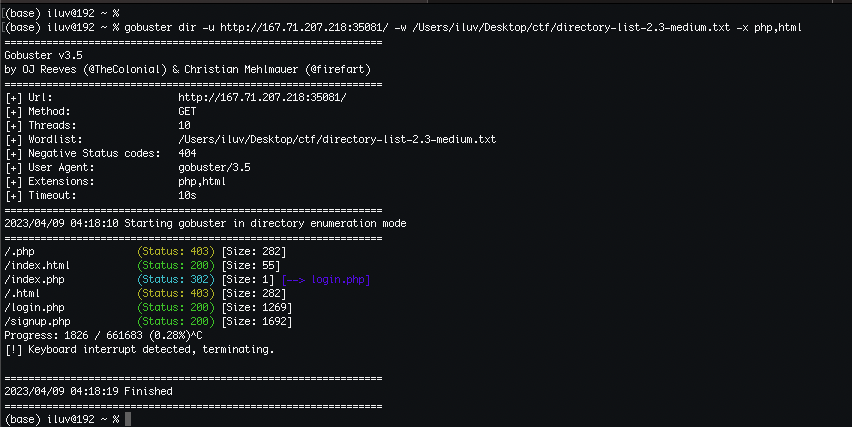 [(base) iluv@192 ~ %
[(base) iluv@192 ~ % gobuster dir -u http://167.71.207.218:35081/ -w /Users/iluv/Desktop/ctf/directory-list-2.3-medium.txt -x php,html
===============================================================
Gobuster v3.5
by OJ Reeves (@TheColonial) & Christian Mehlmauer (@firefart)
===============================================================
[+] Url:                     http://167.71.207.218:35081/
[+] Method:                  GET
[+] Threads:                 10
[+] Wordlist:                /Users/iluv/Desktop/ctf/directory-list-2.3-medium.txt
[+] Negative Status codes:   404
[+] User Agent:              gobuster/3.5
[+] Extensions:              php,html
[+] Timeout:                 10s
===============================================================
2023/04/09 04:18:10 Starting gobuster in directory enumeration mode
===============================================================
/.php                 (Status: 403) [Size: 282]
/index.html           (Status: 200) [Size: 55]
/index.php            (Status: 302) [Size: 1] [--> login.php]
/.html                (Status: 403) [Size: 282]
/login.php            (Status: 200) [Size: 1269]
/signup.php           (Status: 200) [Size: 1692]
Progress: 1826 / 661683 (0.28%)^C
[!] Keyboard interrupt detected, terminating.
===============================================================
2023/04/09 04:18:19 Finished
===============================================================
(base) iluv@192 ~ %